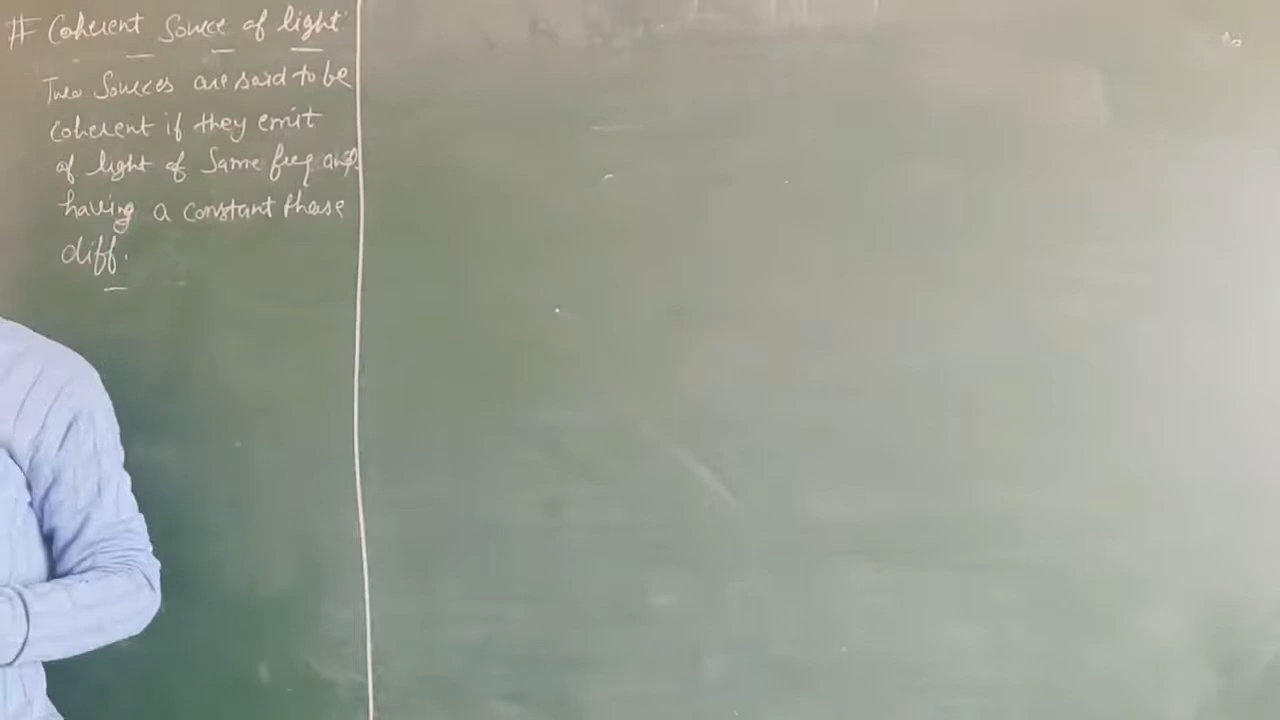 # Coherent Source of light:
Two Sources are said to be
Coherent if they emit
of light of Same freq and
having a constant phase
diff.